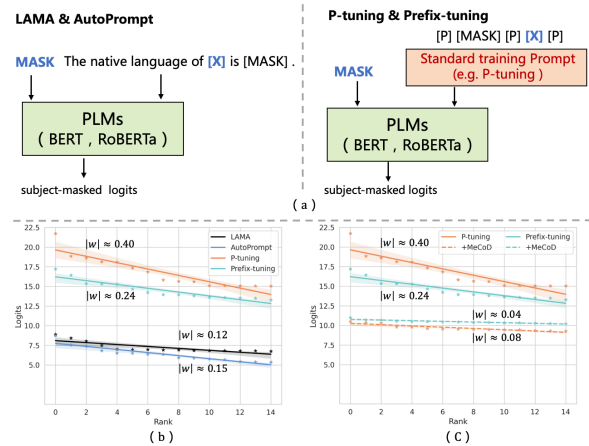 LAMA & AutoPrompt
MASK The native language of [X] is [MASK] .
PLMs
( BERT , RoBERTa )
subject-masked logits
P-tuning & Prefix-tuning
[P] [MASK] [P] [X] [P]
Standard training Prompt
(e.g. P-tuning )
MASK
PLMs
( BERT , RoBERTa )
subject-masked logits
( a )
22.5
20.0
17.5
15.0
12.5
10.0
7.5
5.0
Logits
0 2 4 6 8 10 12 14
Rank
LAMA
AutoPrompt
P-tuning
Prefix-tuning
|w| ≈ 0.40
|w| ≈ 0.24
|w| ≈ 0.12
|w| ≈ 0.15
( b )
22.5
20.0
17.5
15.0
12.5
10.0
7.5
5.0
Logits
0 2 4 6 8 10 12 14
Rank
P-tuning
+MeCoD
Prefix-tuning
+MeCoD
|w| ≈ 0.40
|w| ≈ 0.24
|w| ≈ 0.04
|w| ≈ 0.08
( C )